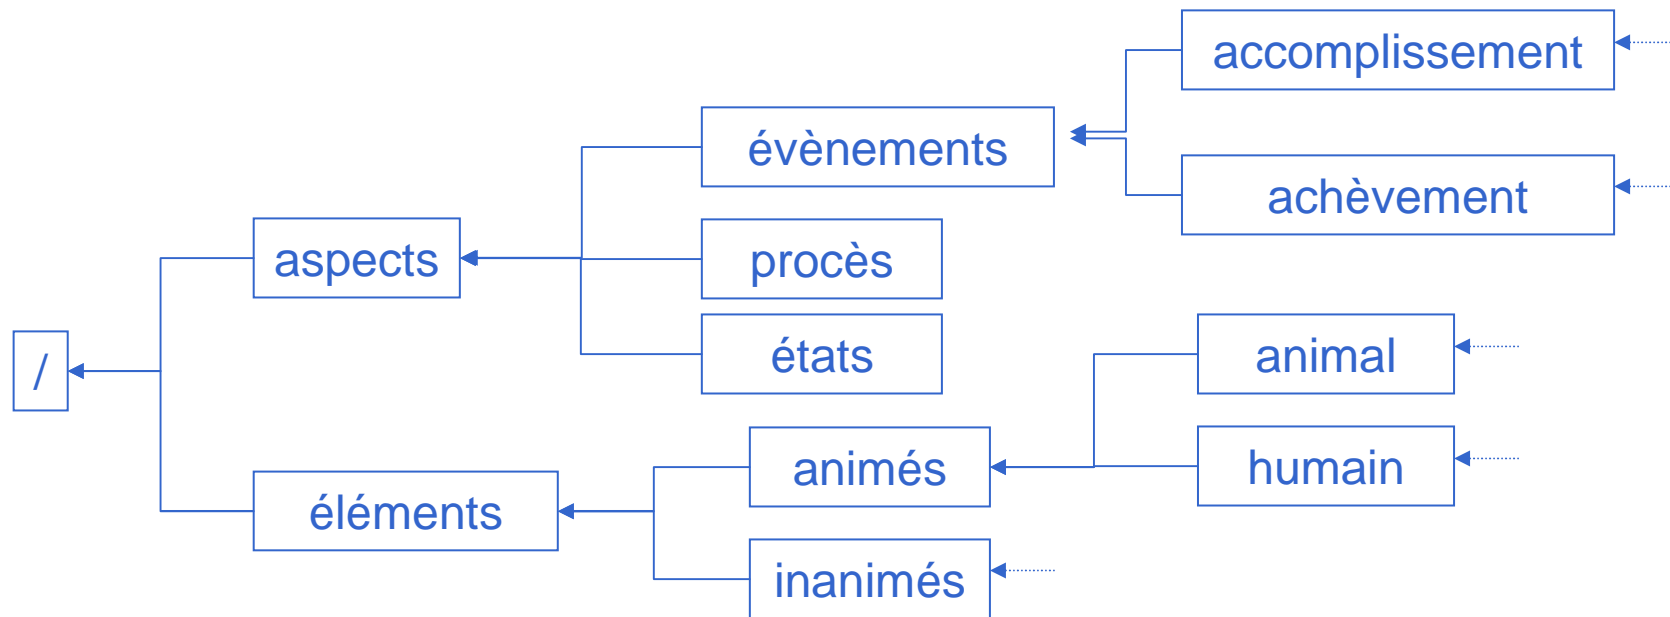 accomplissement
évènements
achèvement
aspects
procès
/
états
animal
animés
humain
éléments
inanimés